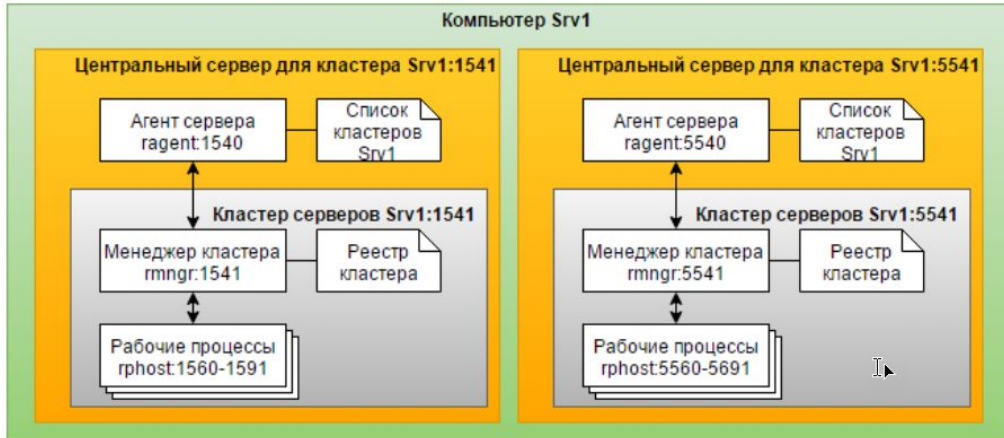 Компьютер Srv1
Центральный сервер для кластера Srv1:1541
Агент сервера
ragent:1540
Список
кластеров
Srv1
Кластер серверов Srv1:1541
Менеджер кластера
rmngr:1541
Реестр
кластера
Рабочие процессы
rphost:1560-1591
Центральный сервер для кластера Srv1:5541
Агент сервера
ragent:5540
Список
кластеров
Srv1
Кластер серверов Srv1:5541
Менеджер кластера
rmngr:5541
Реестр
кластера
Рабочие процессы
rphost:5560-5691